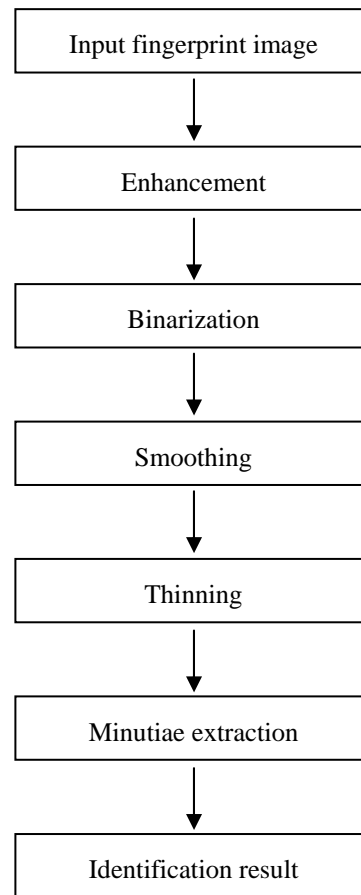 Input fingerprint image
Enhancement
Binarization
Smoothing
Thinning
Minutiae extraction
Identification result